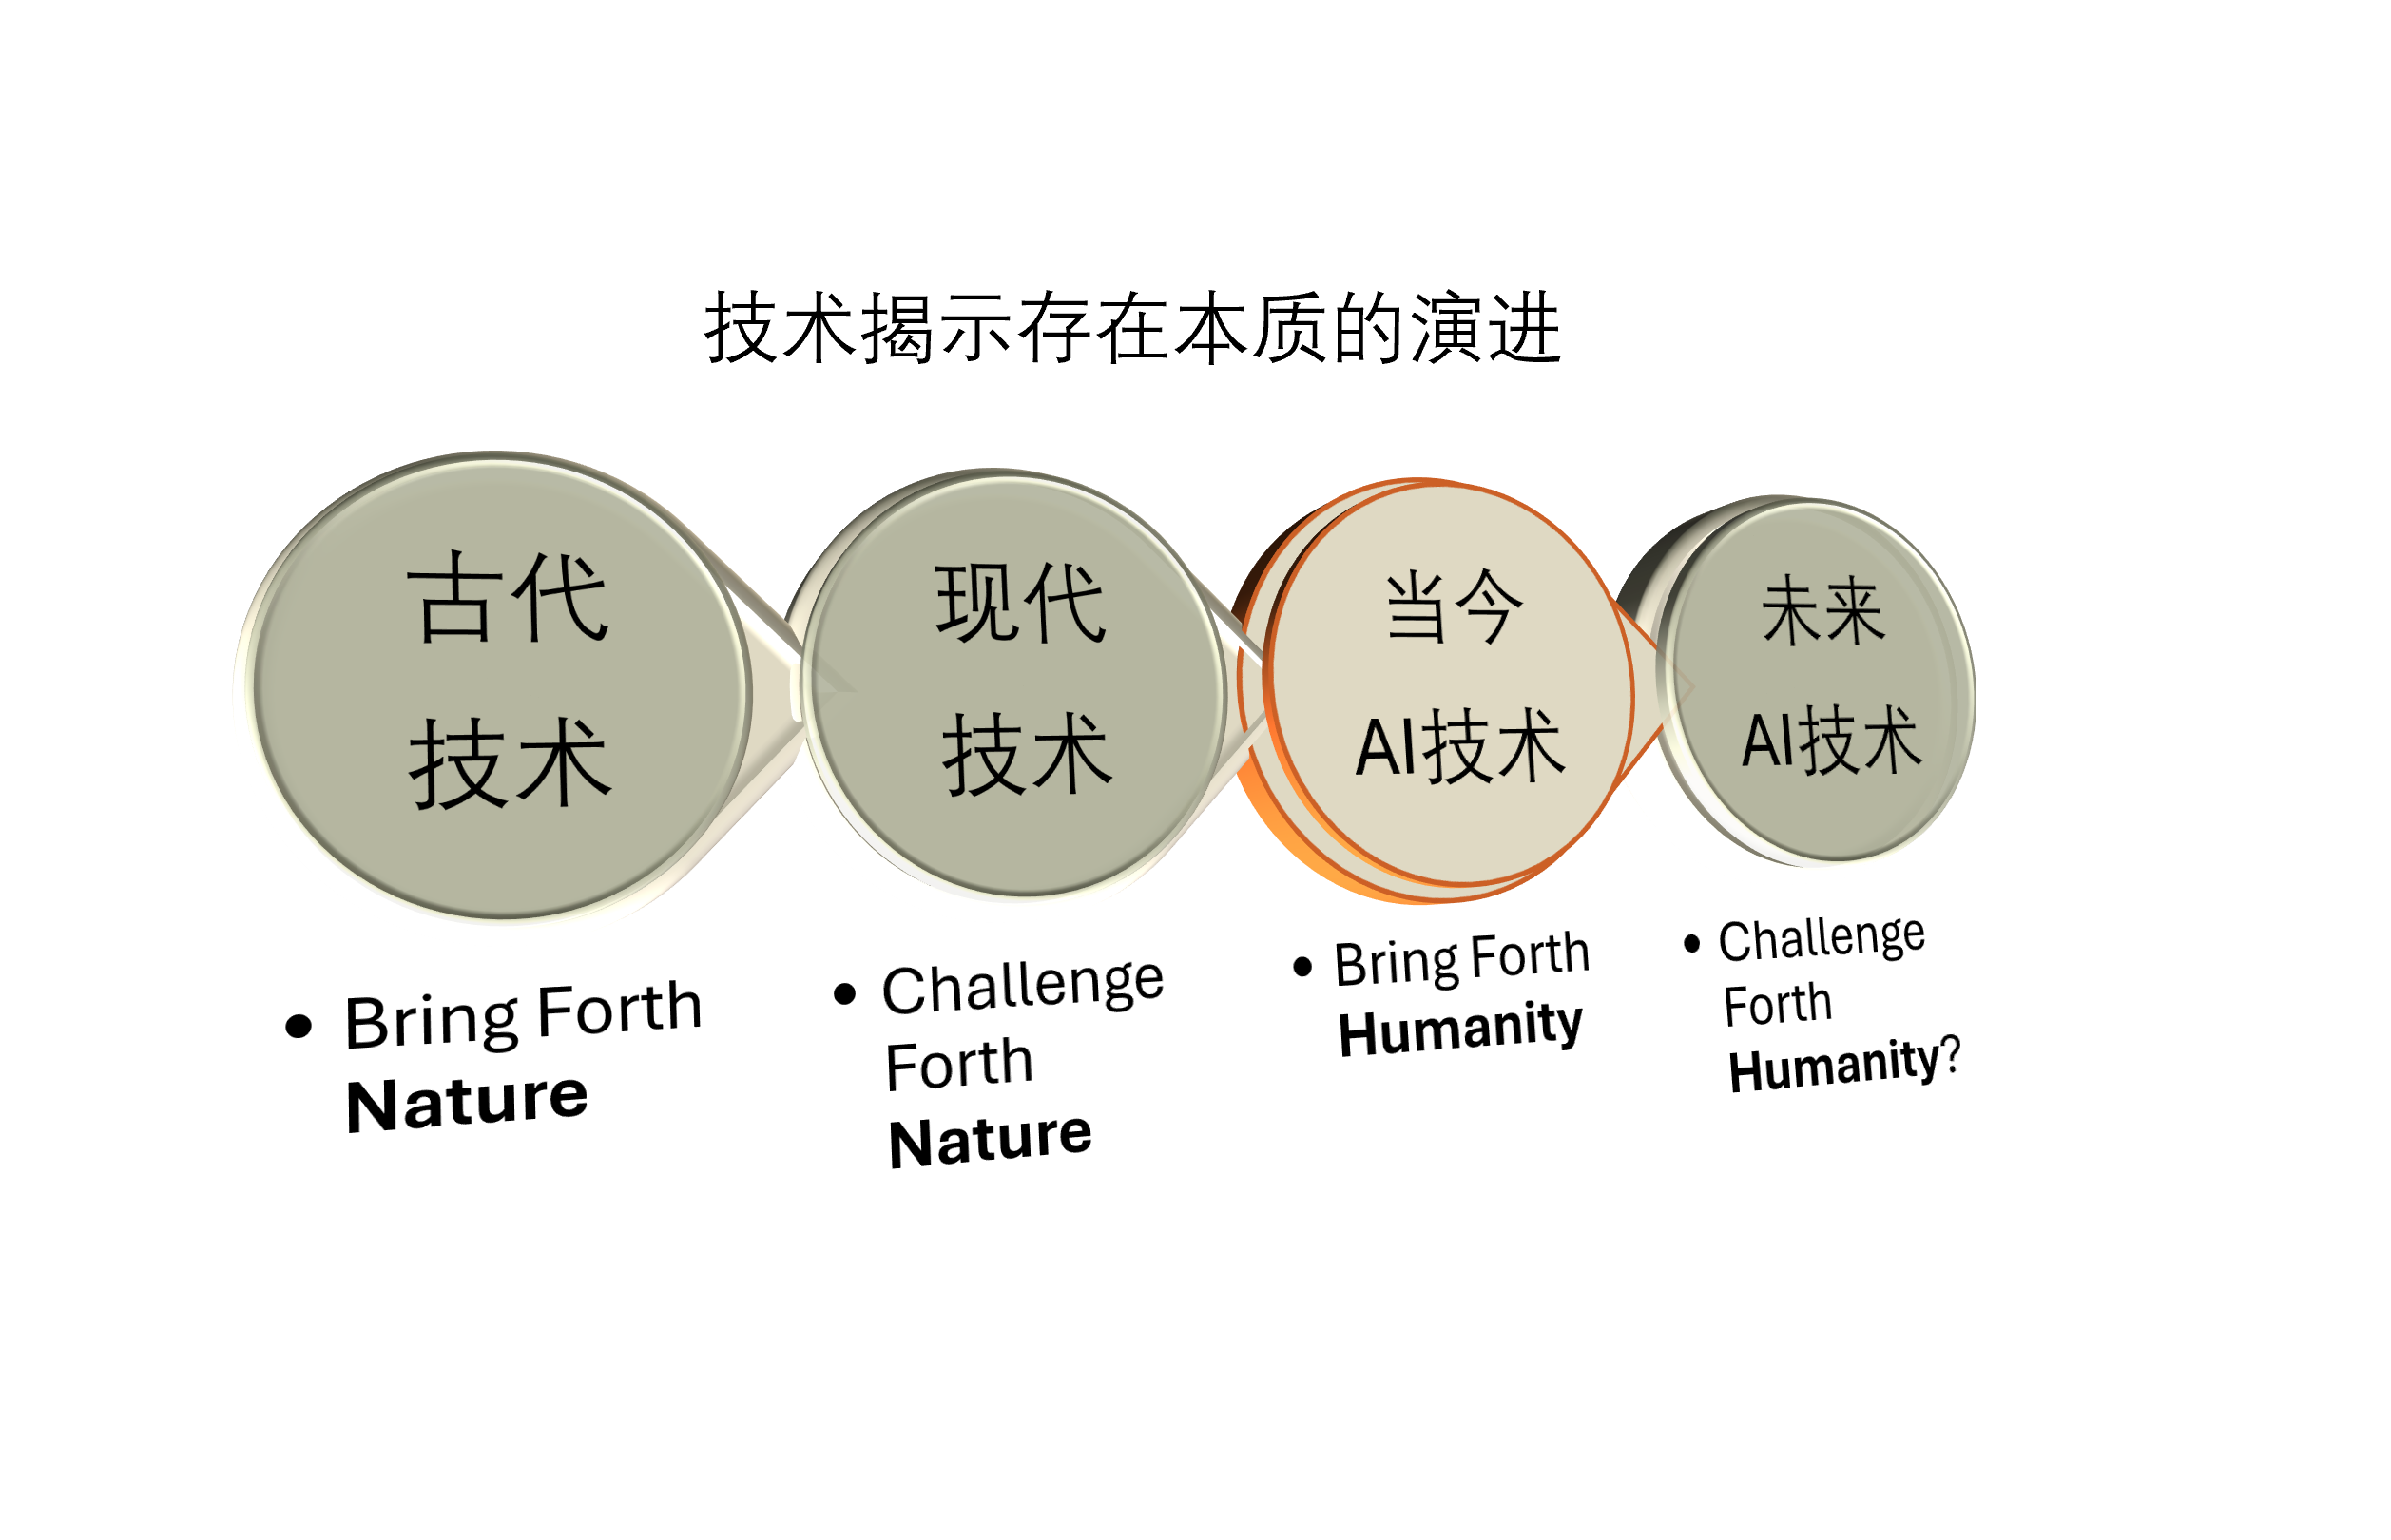 技术揭示存在本质的演进
古代
技术
• Bring Forth
Nature
现代
技术
• Challenge
Forth
Nature
当今
AI技术
• Bring Forth
Humanity
未来
AI技术
• Challenge
Forth
Humanity?